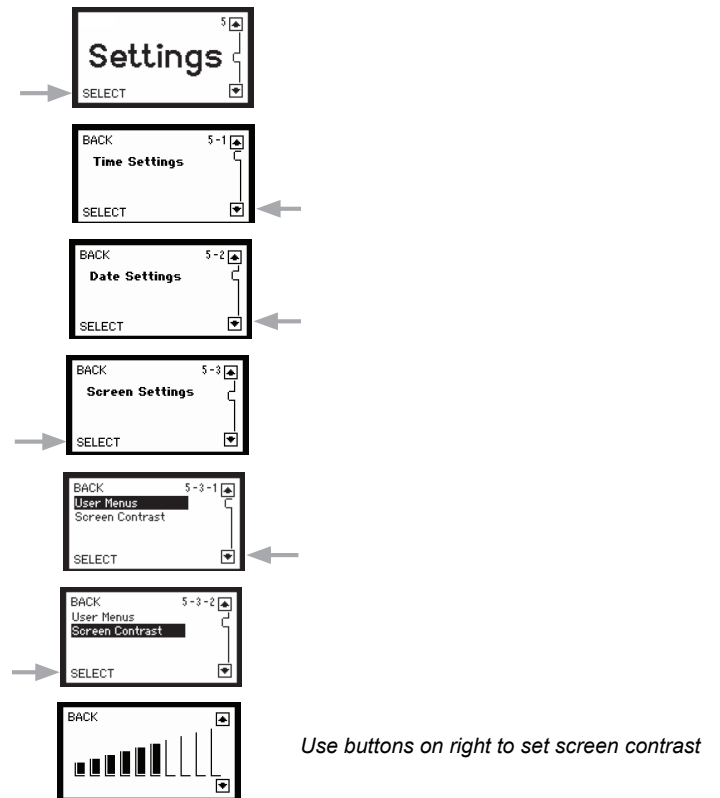 5
Settings
SELECT
BACK 5-1
Time Settings
SELECT
BACK 5-2
Date Settings
SELECT
BACK 5-3
Screen Settings
SELECT
BACK 5-3-1
User Menus
Screen Contrast
SELECT
BACK 5-3-2
User Menus
Screen Contrast
SELECT
BACK
Use buttons on right to set screen contrast